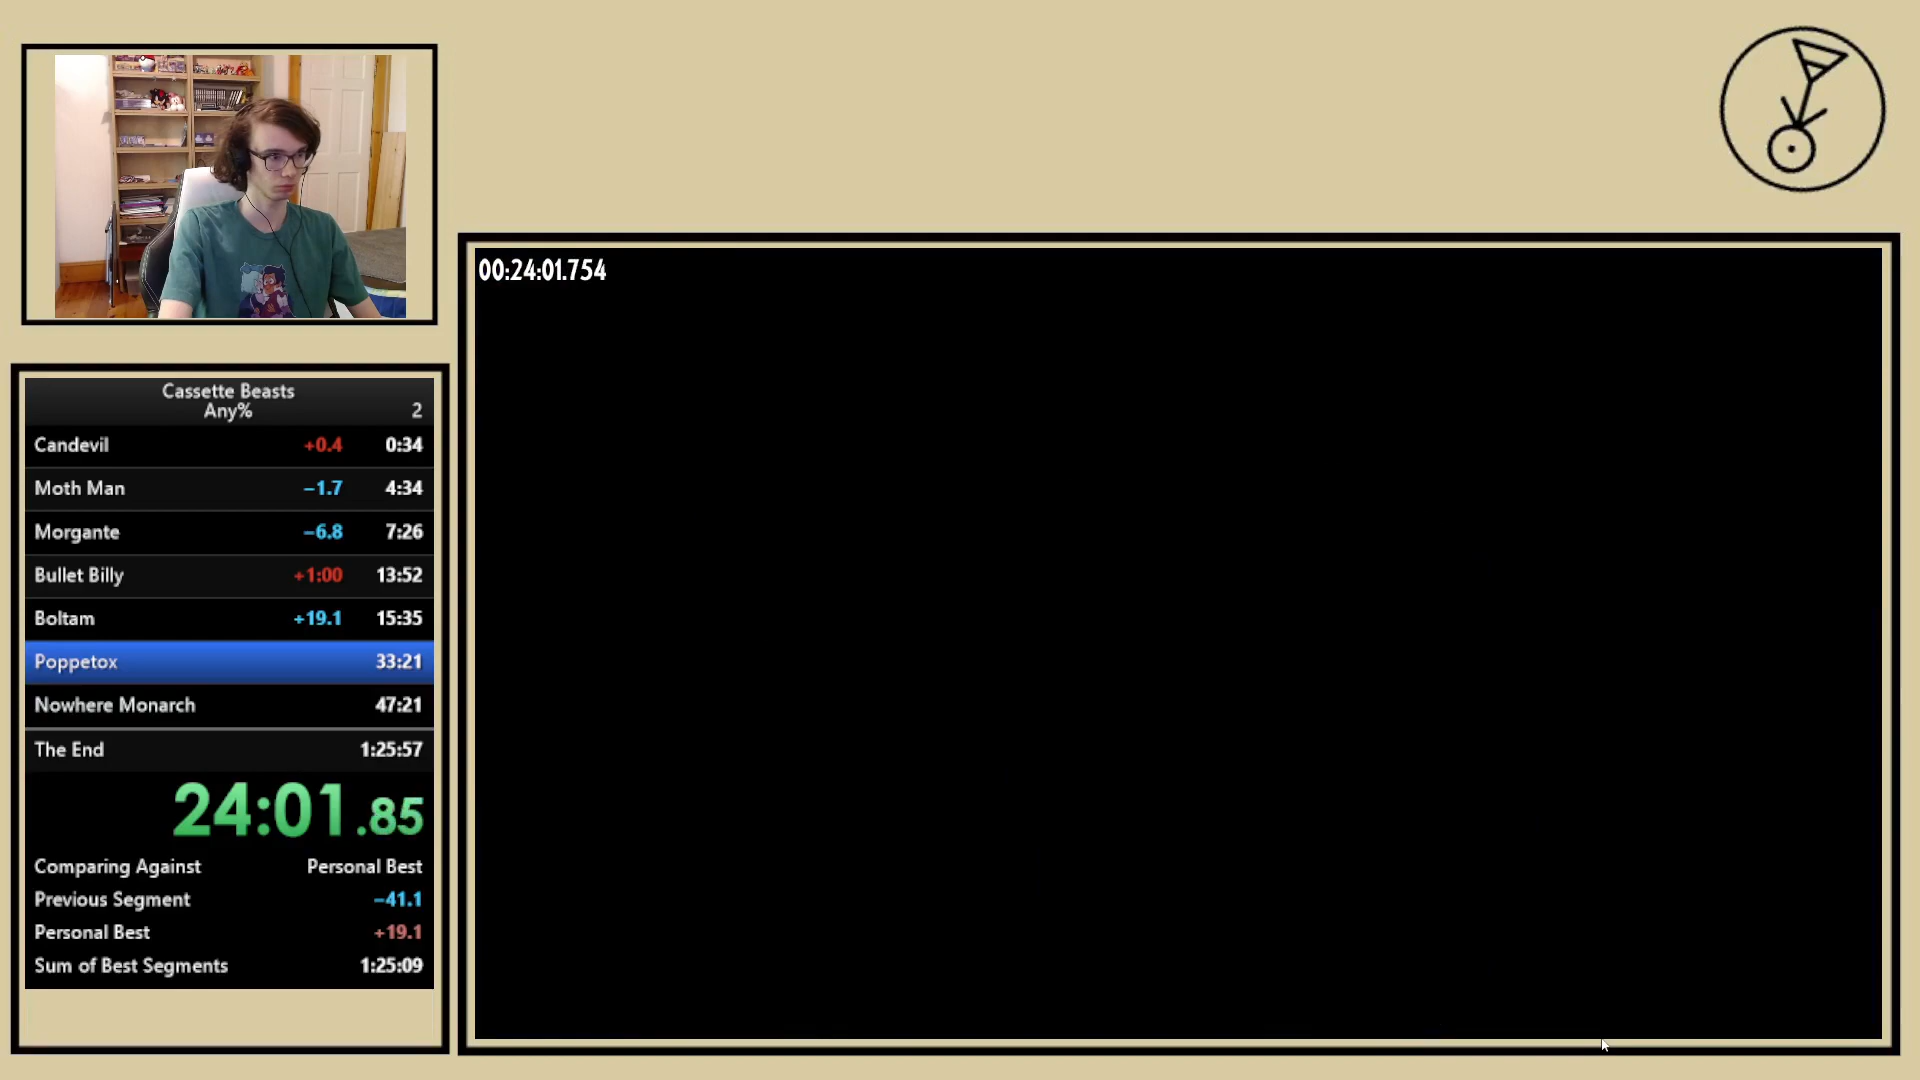 00:24:01.754
Cassette Beasts
Any% 2
Candevil +0.4 0:34
Moth Man −1.7 4:34
Morgante −6.8 7:26
Bullet Billy +1:00 13:52
Boltam +19.1 15:35
Poppetox 33:21
Nowhere Monarch 47:21
The End 1:25:57
24:01.85
Comparing Against Personal Best
Previous Segment −41.1
Personal Best +19.1
Sum of Best Segments 1:25:09